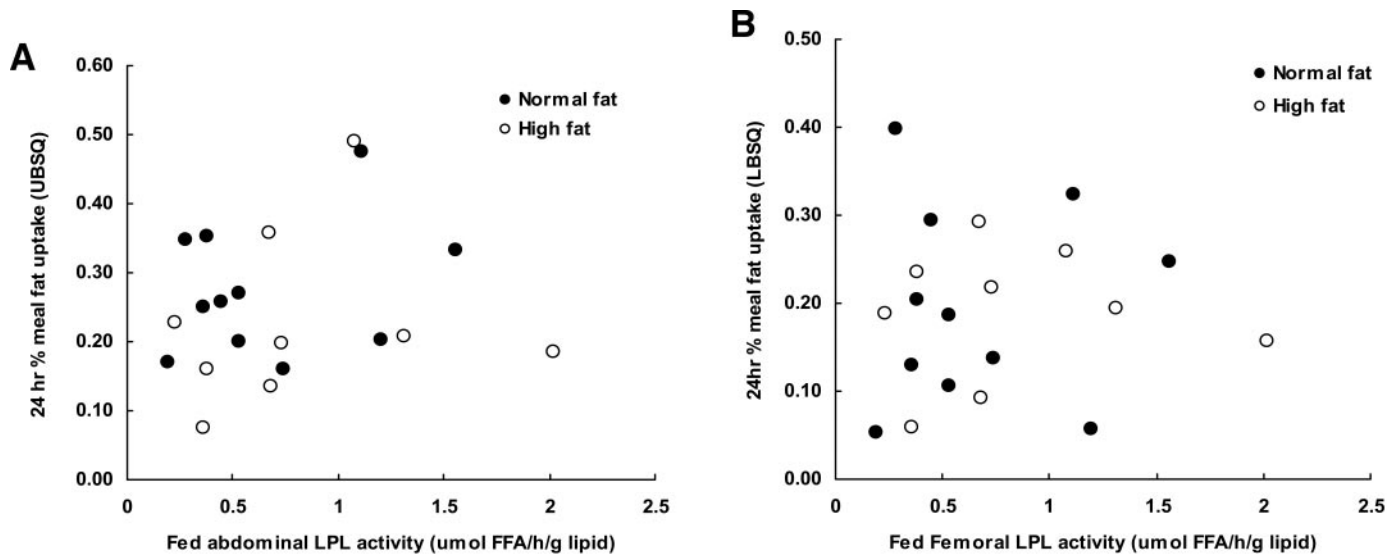 A
0.60
0.50
0.40
0.30
0.20
0.10
0.00
24 hr % meal fat uptake (UBSQ)
Normal fat
High fat
0 0.5 1 1.5 2 2.5
Fed abdominal LPL activity (umol FFA/h/g lipid)
B
0.50
0.40
0.30
0.20
0.10
0.00
24hr % meal fat uptake (LBSQ)
Normal fat
High fat
0 0.5 1 1.5 2 2.5
Fed Femoral LPL activity (umol FFA/h/g lipid)